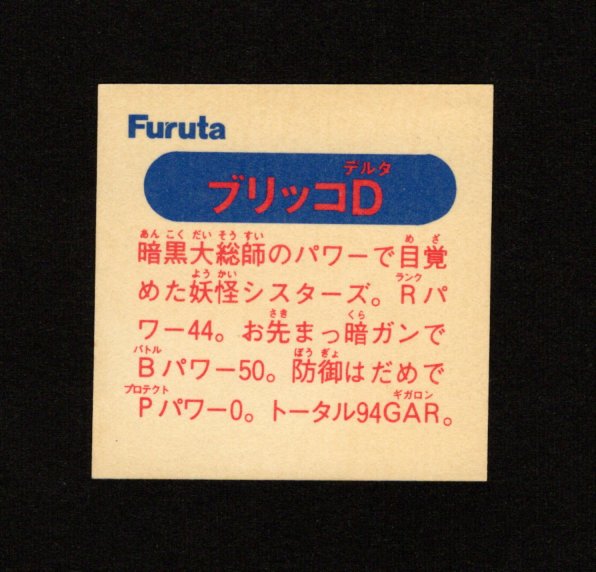 Furuta
デルタ
ブリッコD
あんこくだいそうすい
暗黒大総師のパワーで目覚
めざ
めた妖怪シスターズ。Rパ
ようかい
ランク
ワー44。お先まっ暗ガンで
さき
くら
Bパワー50。防御はだめで
バトル
ぼうぎょ
Pパワー0。トータル94GAR。
プロテクト
ギガロン